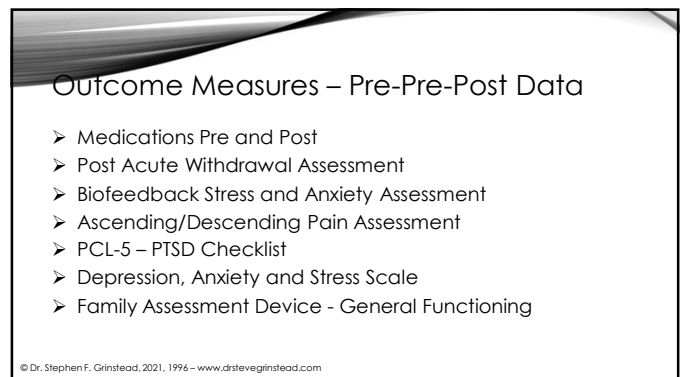 Outcome Measures – Pre-Pre-Post Data
➢ Medications Pre and Post
➢ Post Acute Withdrawal Assessment
➢ Biofeedback Stress and Anxiety Assessment
➢ Ascending/Descending Pain Assessment
➢ PCL-5 – PTSD Checklist
➢ Depression, Anxiety and Stress Scale
➢ Family Assessment Device - General Functioning
© Dr. Stephen F. Grinstead, 2021, 1996 – www.drstevegrinstead.com